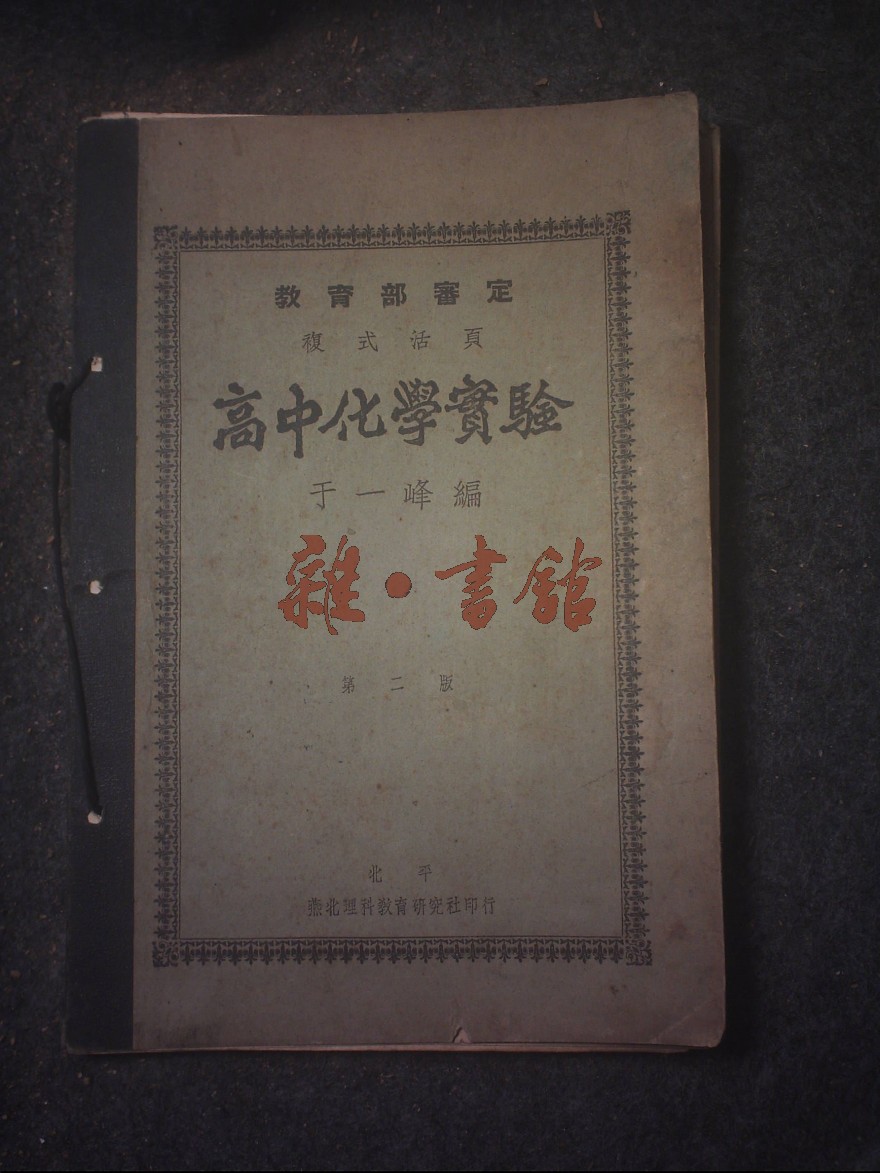 教育部審定
複式活頁
高中化學實驗
于一峰編
雜·書館
第二版
北平
燕北理科教育研究社印行